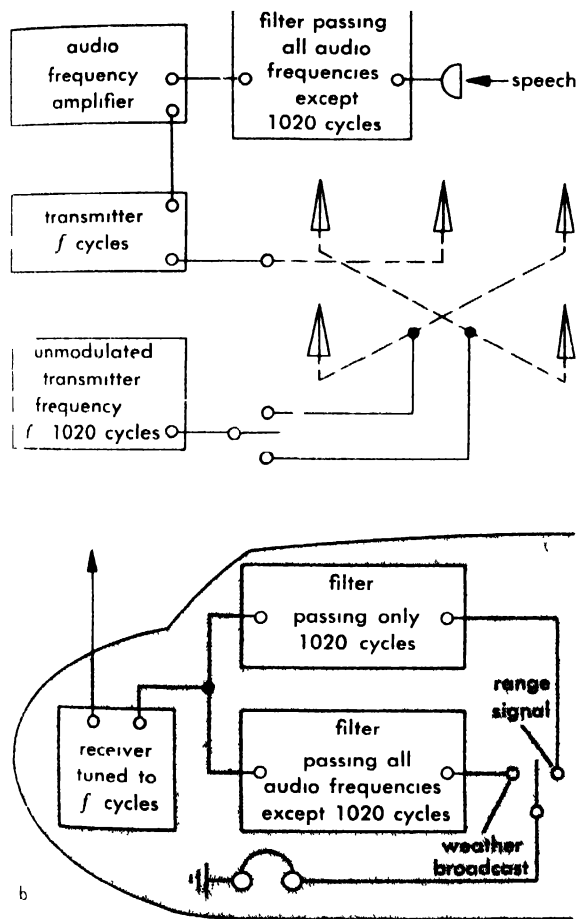 audio
frequency
amplifier
filter passing
all audio
frequencies
except
1020 cycles
speech
transmitter
f cycles
unmodulated
transmitter
frequency
f 1020 cycles
filter
passing only
1020 cycles
range
signal
receiver
tuned to
f cycles
filter
passing all
audio frequencies
except 1020 cycles
weather
broadcast
b